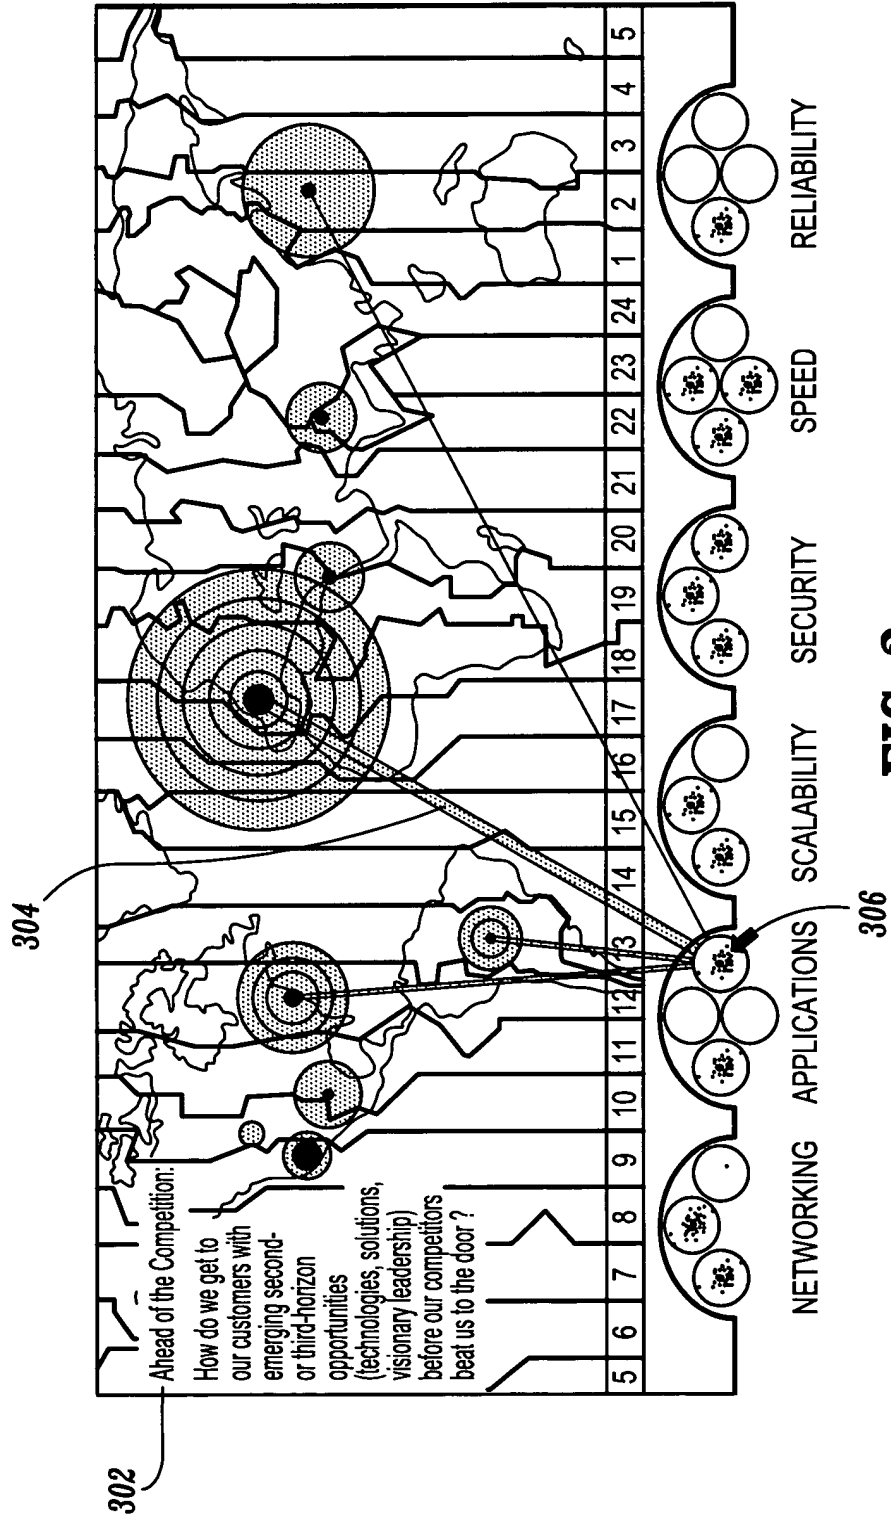 304
302
Ahead of the Competition:
How do we get to
our customers with
emerging second-
or third-horizon
opportunities
(technologies, solutions,
visionary leadership)
before our competitors
beat us to the door ?
5 6 7 8 9 10 11 12 13 14 15 16 17 18 19 20 21 22 23 24 1 2 3 4 5
NETWORKING APPLICATIONS SCALABILITY SECURITY SPEED RELIABILITY
306
FIG.